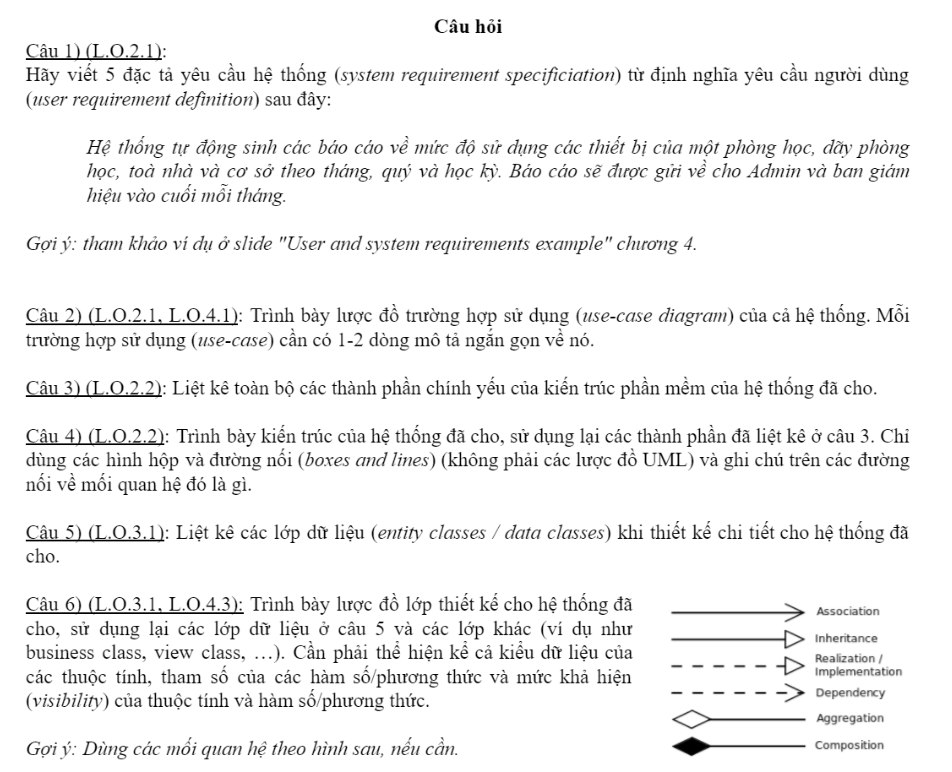 Câu hỏi
Câu 1) (L.O.2.1):
Hãy viết 5 đặc tả yêu cầu hệ thống (system requirement specificiation) từ định nghĩa yêu cầu người dùng
(user requirement definition) sau đây:
Hệ thống tự động sinh các báo cáo về mức độ sử dụng các thiết bị của một phòng học, dãy phòng
học, toà nhà và cơ sở theo tháng, quý và học kỳ. Báo cáo sẽ được gửi về cho Admin và ban giám
hiệu vào cuối mỗi tháng.
Gợi ý: tham khảo ví dụ ở slide "User and system requirements example" chương 4.
Câu 2) (L.O.2.1, L.O.4.1): Trình bày lược đồ trường hợp sử dụng (use-case diagram) của cả hệ thống. Mỗi
trường hợp sử dụng (use-case) cần có 1-2 dòng mô tả ngắn gọn về nó.
Câu 3) (L.O.2.2): Liệt kê toàn bộ các thành phần chính yếu của kiến trúc phần mềm của hệ thống đã cho.
Câu 4) (L.O.2.2): Trình bày kiến trúc của hệ thống đã cho, sử dụng lại các thành phần đã liệt kê ở câu 3. Chỉ
dùng các hình hộp và đường nối (boxes and lines) (không phải các lược đồ UML) và ghi chú trên các đường
nối về mối quan hệ đó là gì.
Câu 5) (L.O.3.1): Liệt kê các lớp dữ liệu (entity classes / data classes) khi thiết kế chi tiết cho hệ thống đã
cho.
Câu 6) (L.O.3.1, L.O.4.3): Trình bày lược đồ lớp thiết kế cho hệ thống đã
cho, sử dụng lại các lớp dữ liệu ở câu 5 và các lớp khác (ví dụ như
business class, view class, …). Cần phải thể hiện kể cả kiểu dữ liệu của
các thuộc tính, tham số của các hàm số/phương thức và mức khả hiện
(visibility) của thuộc tính và hàm số/phương thức.
Gợi ý: Dùng các mối quan hệ theo hình sau, nếu cần.
Association
Inheritance
Realization /
Implementation
Dependency
Aggregation
Composition